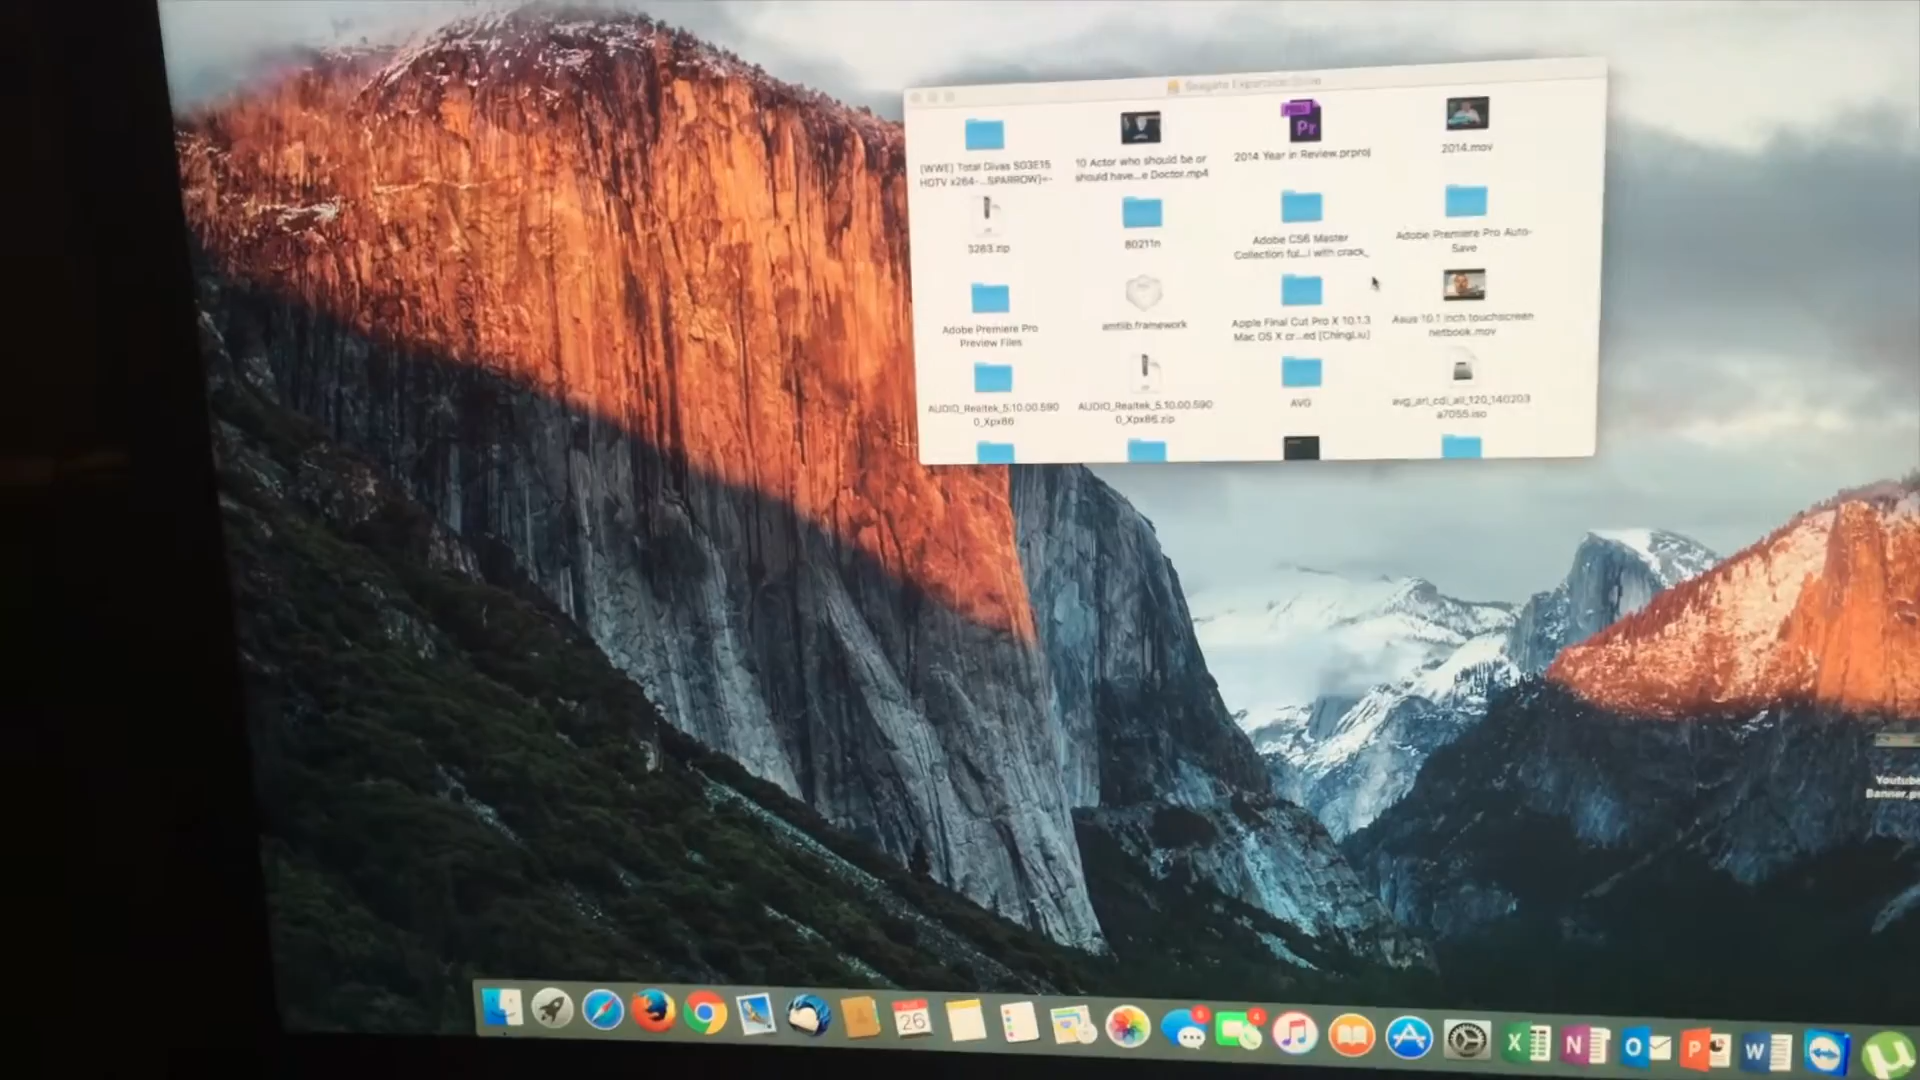 Seagate Expansion Drive
[WWE] Total Divas S03E15
HDTV x264-...SPARROW]=-
10 Actor who should be or
should have...e Doctor.mp4
2014 Year in Review.prproj
2014.mov
3283.zip
80211n
Adobe CS6 Master
Collection ful...l with crack_
Adobe Premiere Pro Auto-
Save
Adobe Premiere Pro
Preview Files
amtlib.framework
Apple Final Cut Pro X 10.1.3
Mac OS X cr...ed [ChingLiu]
Asus 10.1 inch touchscreen
netbook.mov
AUDIO_Realtek_5.10.00.590
0_Xpx86
AUDIO_Realtek_5.10.00.590
0_Xpx86.zip
AVG
avg_arl_cdi_all_120_140203
a7055.iso
Pr
Youtube
Banner.p
26
X
N
O
P
W